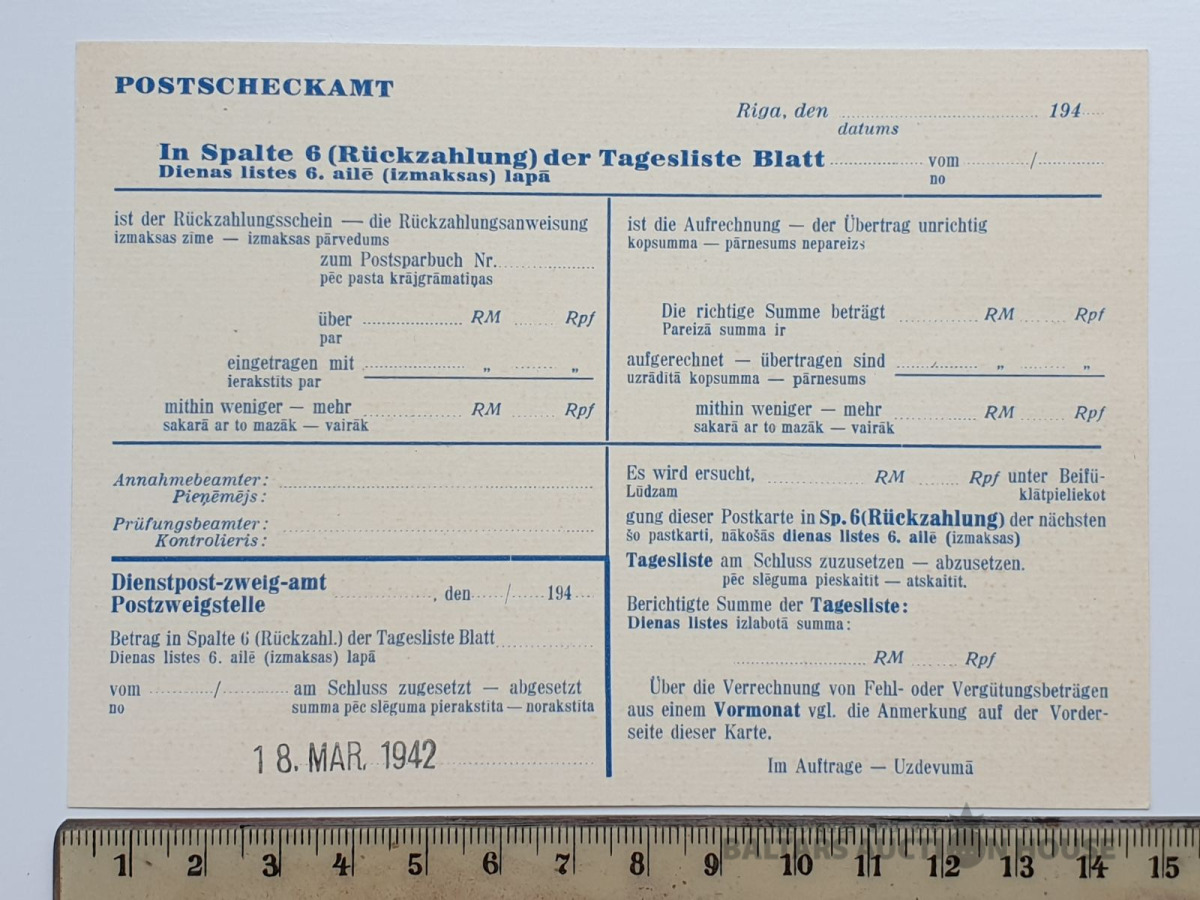 POSTSCHECKAMT
Riga, den ........ 194....
datums
In Spalte 6 (Rückzahlung) der Tagesliste Blatt ........ vom ....../......
Dienas listes 6. ailē (izmaksas) lapā no
ist der Rückzahlungsschein — die Rückzahlungsanweisung
izmaksas zīme — izmaksas pārvedums
zum Postsparbuch Nr. ........
pēc pasta krājgrāmatiņas
über ........ RM ...... Rpf
par
eingetragen mit ........ „ ...... „
ierakstīts par
mithin weniger — mehr ........ RM ...... Rpf
sakarā ar to mazāk — vairāk
ist die Aufrechnung — der Übertrag unrichtig
kopsumma — pārnesums nepareizs
Die richtige Summe beträgt ........ RM ...... Rpf
Pareizā summa ir
aufgerechnet — übertragen sind ........ „ ...... „
uzrādītā kopsumma — pārnesums
mithin weniger — mehr ........ RM ...... Rpf
sakarā ar to mazāk — vairāk
Annahmebeamter: ........
Pieņēmējs:
Prüfungsbeamter: ........
Kontrolieris:
Dienstpost-zweig-amt
Postzweigstelle ........, den ....../...... 194....
Betrag in Spalte 6 (Rückzahl.) der Tagesliste Blatt ........
Dienas listes 6. ailē (izmaksas) lapā
vom ......../........ am Schluss zugesetzt — abgesetzt
no summa pēc slēguma pierakstīta — norakstīta
18. MAR. 1942
Es wird ersucht, ........ RM ...... Rpf unter Beifü-
Lūdzam klātpieliekot
gung dieser Postkarte in Sp. 6 (Rückzahlung) der nächsten
šo pastkarti, nākošās dienas listes 6. ailē (izmaksas)
Tagesliste am Schluss zuzusetzen — abzusetzen.
pēc slēguma pieskaitīt — atskaitīt.
Berichtigte Summe der Tagesliste:
Dienas listes izlabotā summa:
........ RM ...... Rpf
Über die Verrechnung von Fehl- oder Vergütungsbeträgen
aus einem Vormonat vgl. die Anmerkung auf der Vorder-
seite dieser Karte.
Im Auftrage — Uzdevumā
BALTARS AUCTION HOUSE
1 2 3 4 5 6 7 8 9 10 11 12 13 14 15